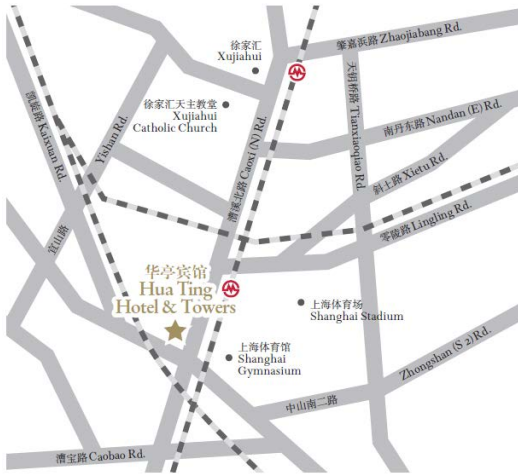 徐家汇
Xujiahui
肇嘉浜路 Zhaojiabang Rd.
凯旋路 Kaixuan Rd.
Yishan Rd.
宜山路
徐家汇天主教堂
Xujiahui
Catholic Church
漕溪北路 Caoxi (N) Rd.
天钥桥路 Tianxiaoqiao Rd.
南丹东路 Nandan (E) Rd.
斜土路 Xietu Rd.
零陵路 Lingling Rd.
华亭宾馆
Hua Ting
Hotel & Towers
上海体育场
Shanghai Stadium
上海体育馆
Shanghai
Gymnasium
Zhongshan (S 2) Rd.
中山南二路
漕宝路 Caobao Rd.